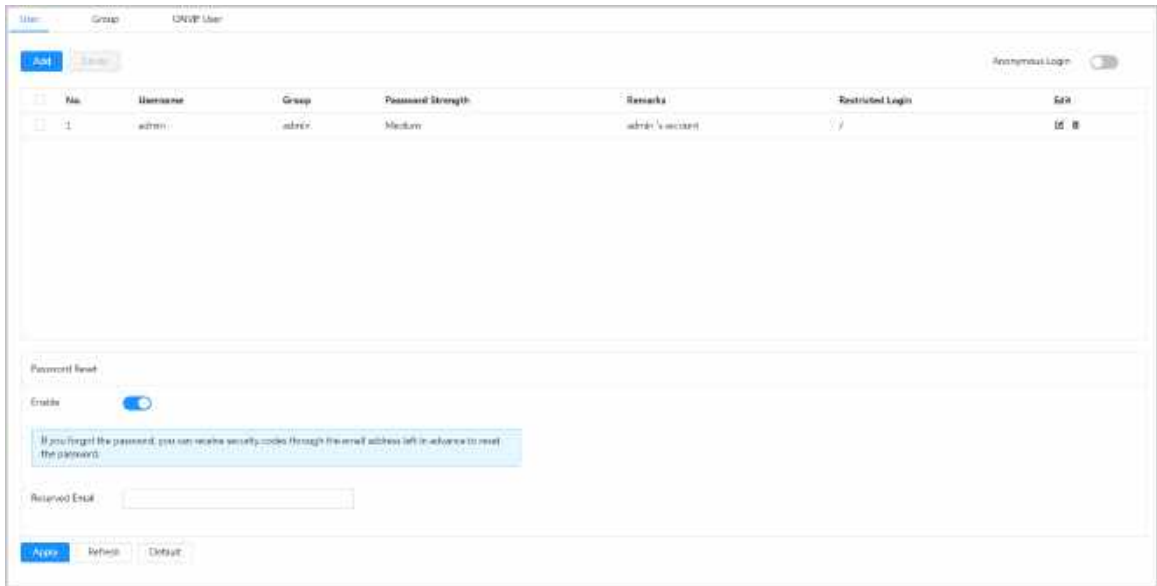 User Group ONVIF User
Add Delete Anonymous Login
No. Username Group Password Strength Remarks Restricted Login Edit
1 admin admin Medium admin 's account
Password Reset
Enable
If you forgot the password, you can receive security codes through the email address left in advance to reset
the password.
Reserved Email
Apply Refresh Default